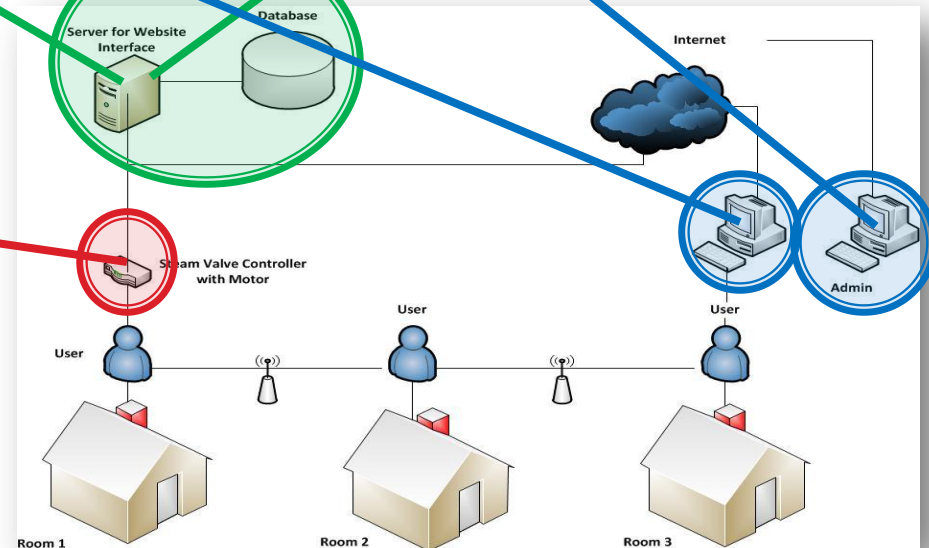 Database
Server for Website
Interface
Internet
Steam Valve Controller
with Motor
Admin
User
User
User
Room 1
Room 2
Room 3